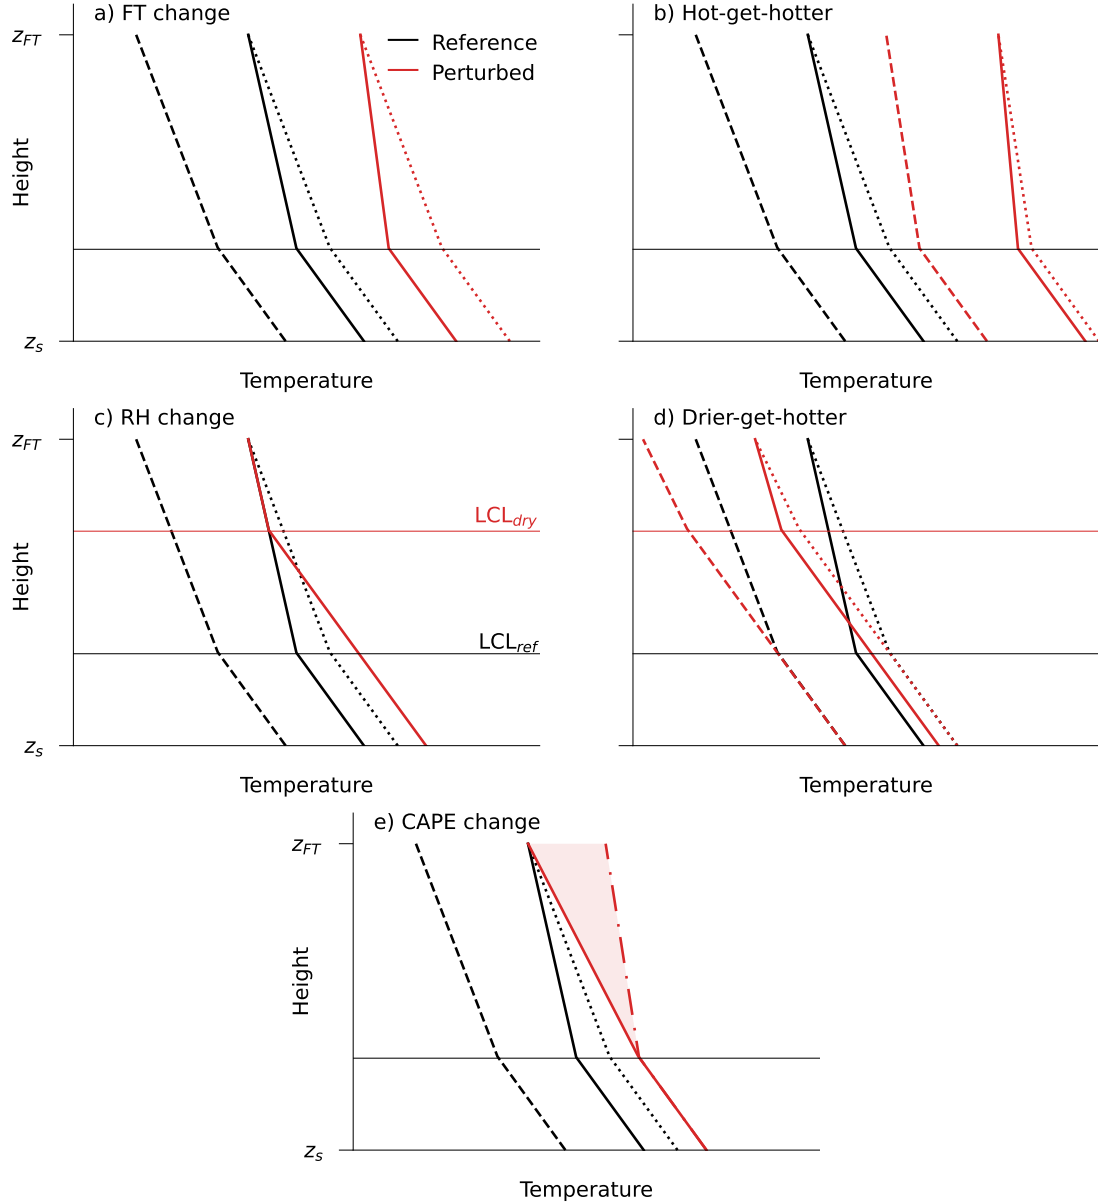 a) FT change
b) Hot-get-hotter
z_FT
Reference
Perturbed
Height
Height
z_s
Temperature
Temperature
c) RH change
d) Drier-get-hotter
z_FT
LCL_dry
Height
LCL_ref
z_s
Temperature
Temperature
e) CAPE change
z_FT
Height
z_s
Temperature